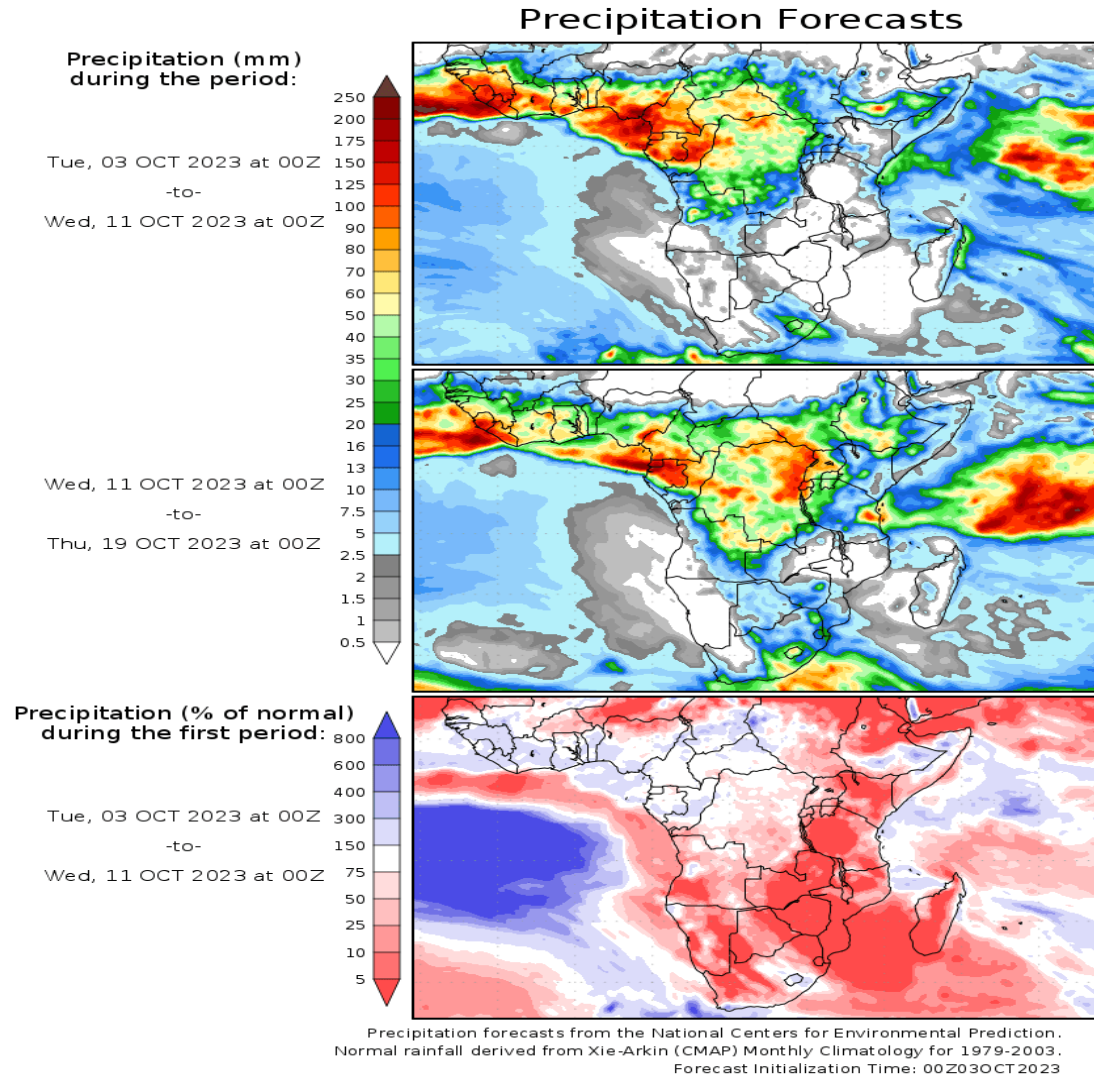 Precipitation Forecasts
Precipitation (mm)
during the period:
Tue, 03 OCT 2023 at 00Z
-to-
Wed, 11 OCT 2023 at 00Z
250
200
175
150
125
100
90
80
70
60
50
40
35
30
25
20
16
13
10
7.5
5
2.5
2
1.5
1
0.5
Wed, 11 OCT 2023 at 00Z
-to-
Thu, 19 OCT 2023 at 00Z
Precipitation (% of normal)
during the first period:
Tue, 03 OCT 2023 at 00Z
-to-
Wed, 11 OCT 2023 at 00Z
800
600
400
300
150
75
50
25
10
5
Precipitation forecasts from the National Centers for Environmental Prediction.
Normal rainfall derived from Xie-Arkin (CMAP) Monthly Climatology for 1979-2003.
Forecast Initialization Time: 00Z03OCT2023